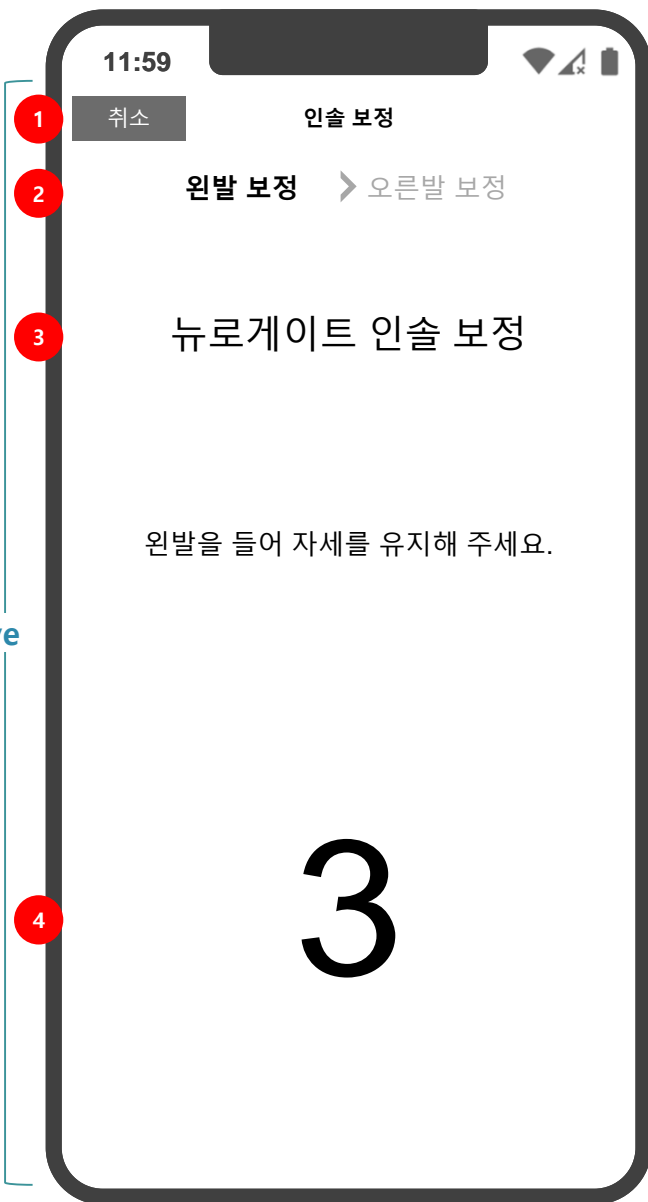 11:59
1
취소
인솔 보정
2
왼발 보정 > 오른발 보정
3
뉴로게이트 인솔 보정
왼발을 들어 자세를 유지해 주세요.
4
3